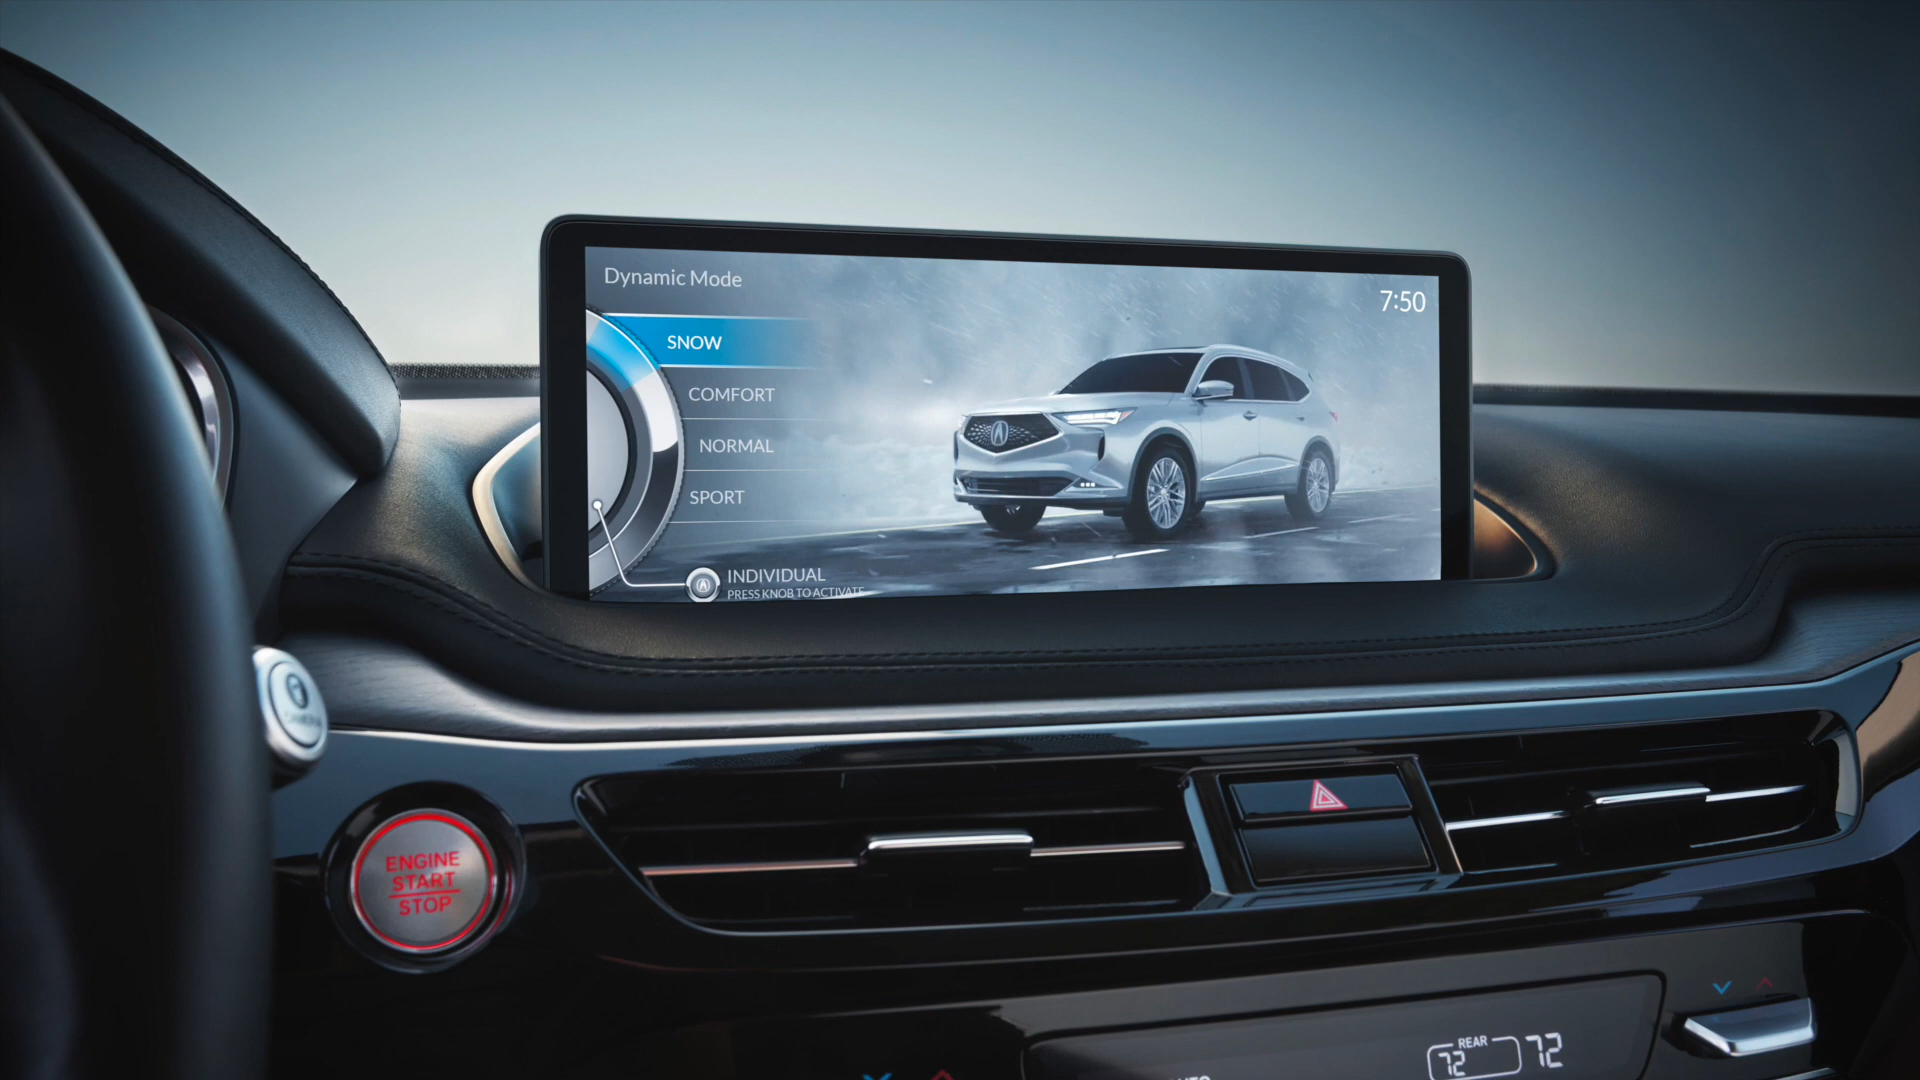 Dynamic Mode
7:50
SNOW
COMFORT
NORMAL
SPORT
INDIVIDUAL
PRESS KNOB TO ACTIVATE
ENGINE
START
STOP
REAR
72
72